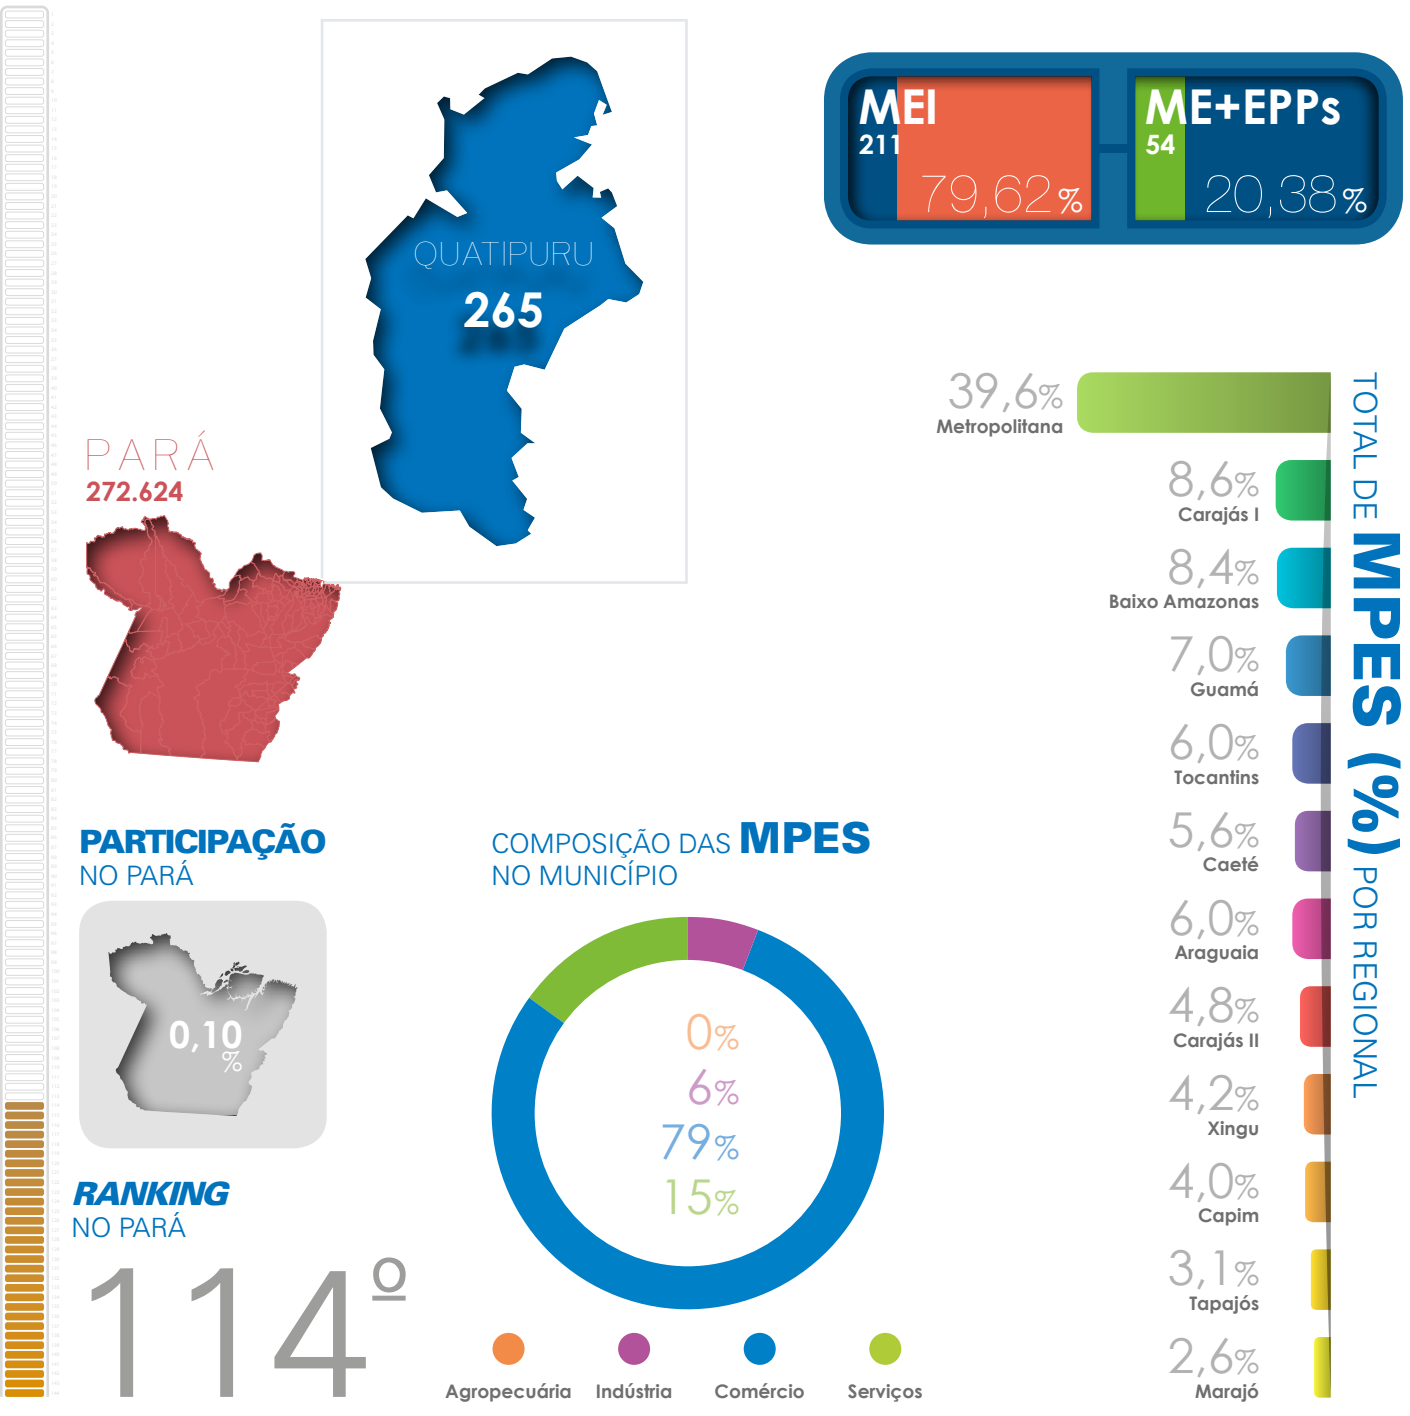 QUATIPURU
265
MEI
211
79,62%
ME+EPPs
54
20,38%
PARÁ
272.624
TOTAL DE MPES (%) POR REGIONAL
39,6%
Metropolitana
8,6%
Carajás I
8,4%
Baixo Amazonas
7,0%
Guamá
6,0%
Tocantins
5,6%
Caeté
6,0%
Araguaia
4,8%
Carajás II
4,2%
Xingu
4,0%
Capim
3,1%
Tapajós
2,6%
Marajó
PARTICIPAÇÃO
NO PARÁ
0,10
%
RANKING
NO PARÁ
114º
COMPOSIÇÃO DAS MPES
NO MUNICÍPIO
0%
6%
79%
15%
Agropecuária Indústria Comércio Serviços